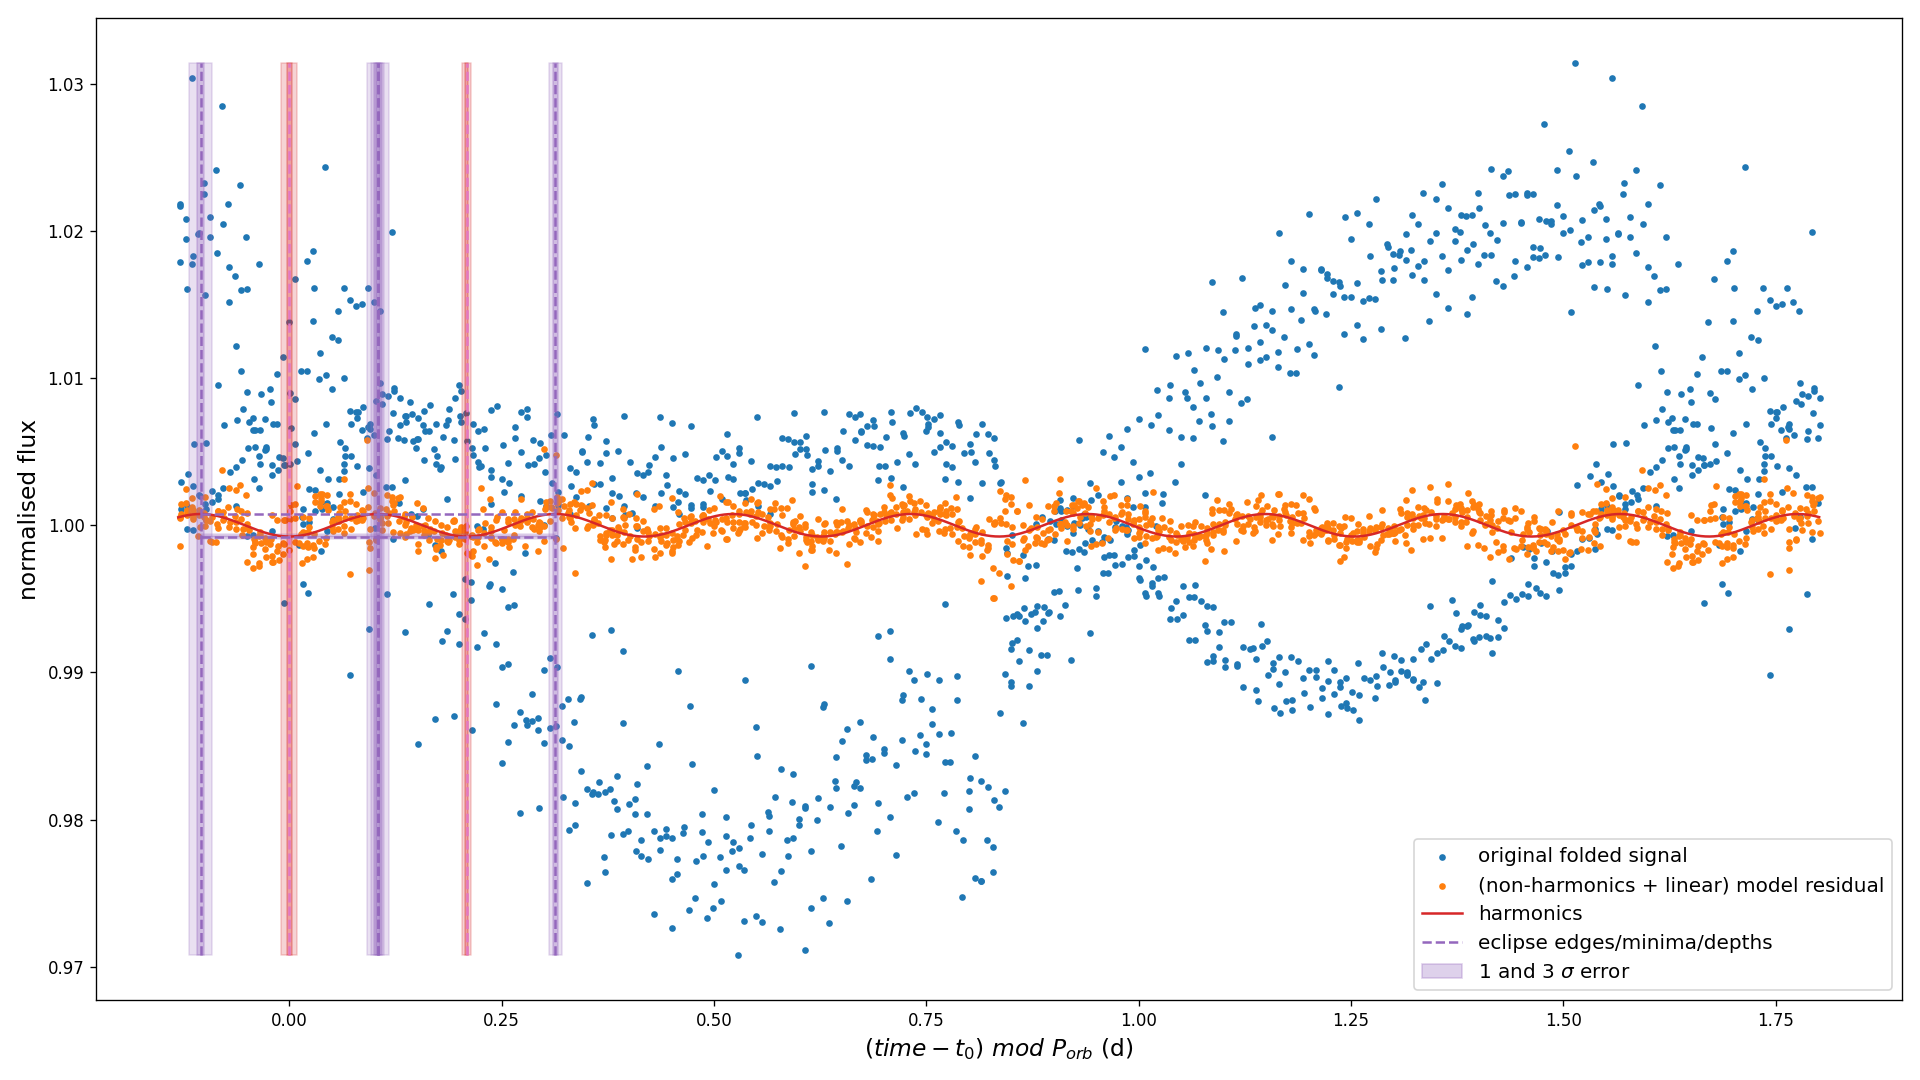 1.03
1.02
1.01
1.00
0.99
0.98
0.97
normalised flux
0.00 0.25 0.50 0.75 1.00 1.25 1.50 1.75
(time − t₀) mod P_orb (d)
original folded signal
(non-harmonics + linear) model residual
harmonics
eclipse edges/minima/depths
1 and 3 σ error